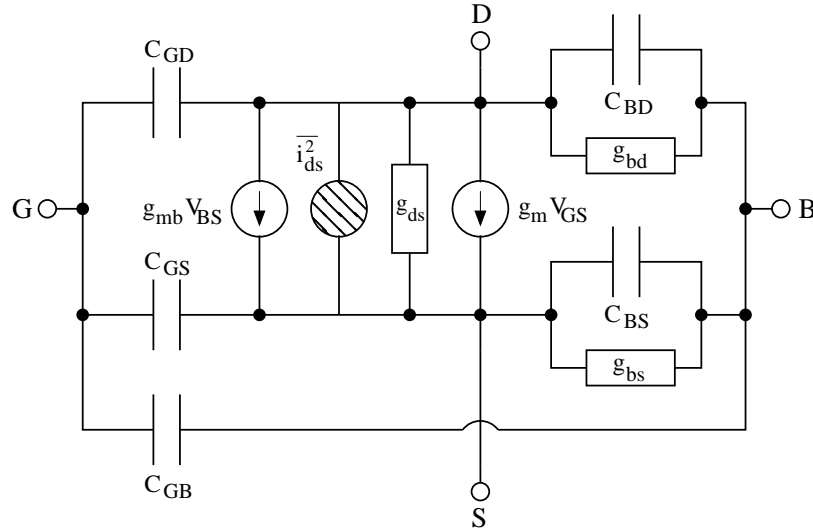 D
C_GD
C_BD
i_ds^2
g_bd
G
g_mb V_BS
g_ds
g_m V_GS
B
C_GS
C_BS
g_bs
C_GB
S